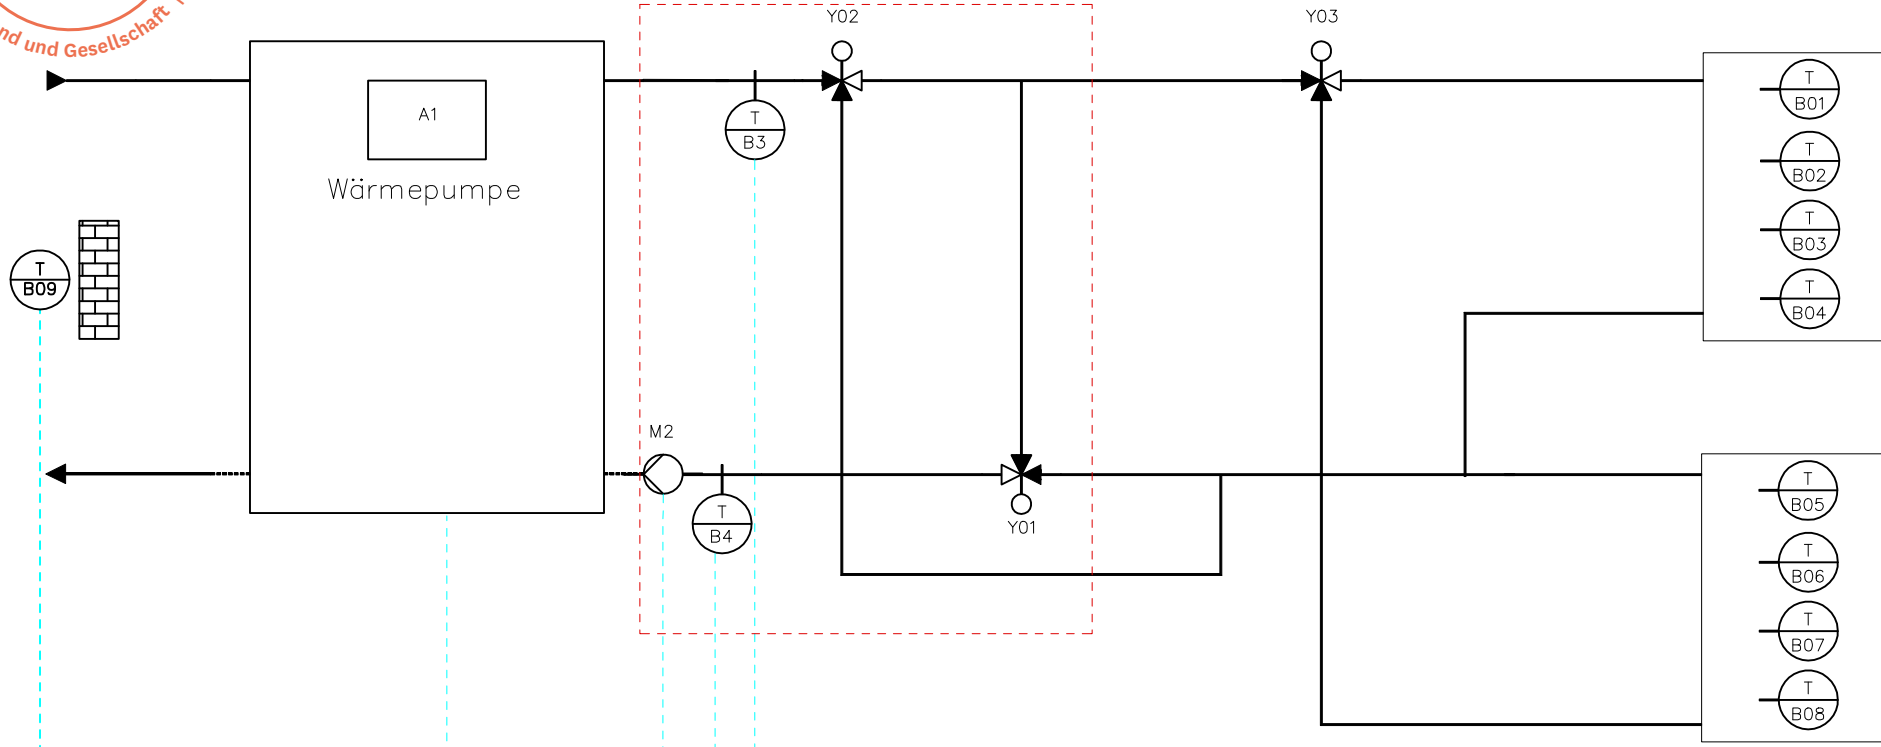 nd und Gesellschaft
Y02
Y03
A1
Wärmepumpe
T
B3
T
B01
T
B02
T
B03
T
B04
T
B09
M2
T
B4
Y01
T
B05
T
B06
T
B07
T
B08